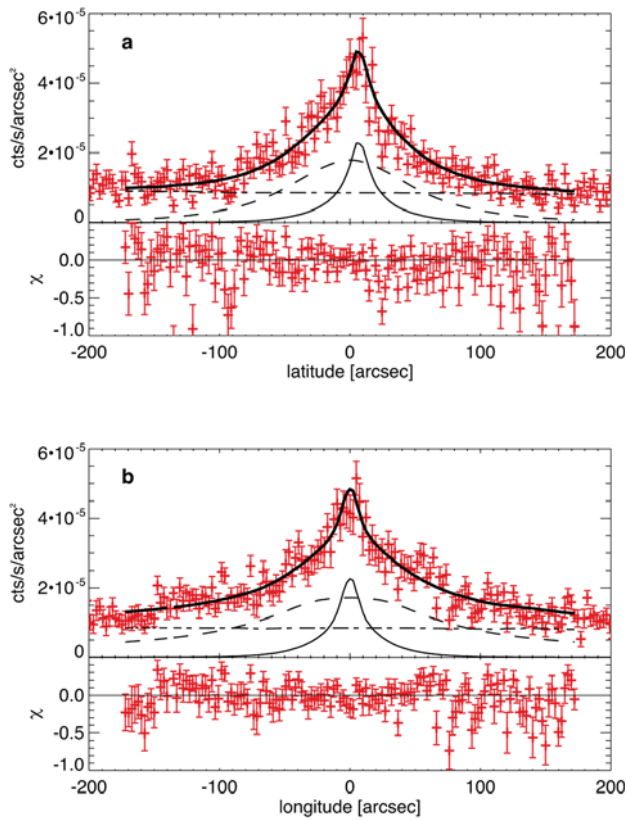 6•10⁻⁵
a
4•10⁻⁵
cts/s/arcsec²
2•10⁻⁵
0
0.0
χ
-0.5
-1.0
-200 -100 0 100 200
latitude [arcsec]
6•10⁻⁵
b
4•10⁻⁵
cts/s/arcsec²
2•10⁻⁵
0
0.0
χ
-0.5
-1.0
-200 -100 0 100 200
longitude [arcsec]